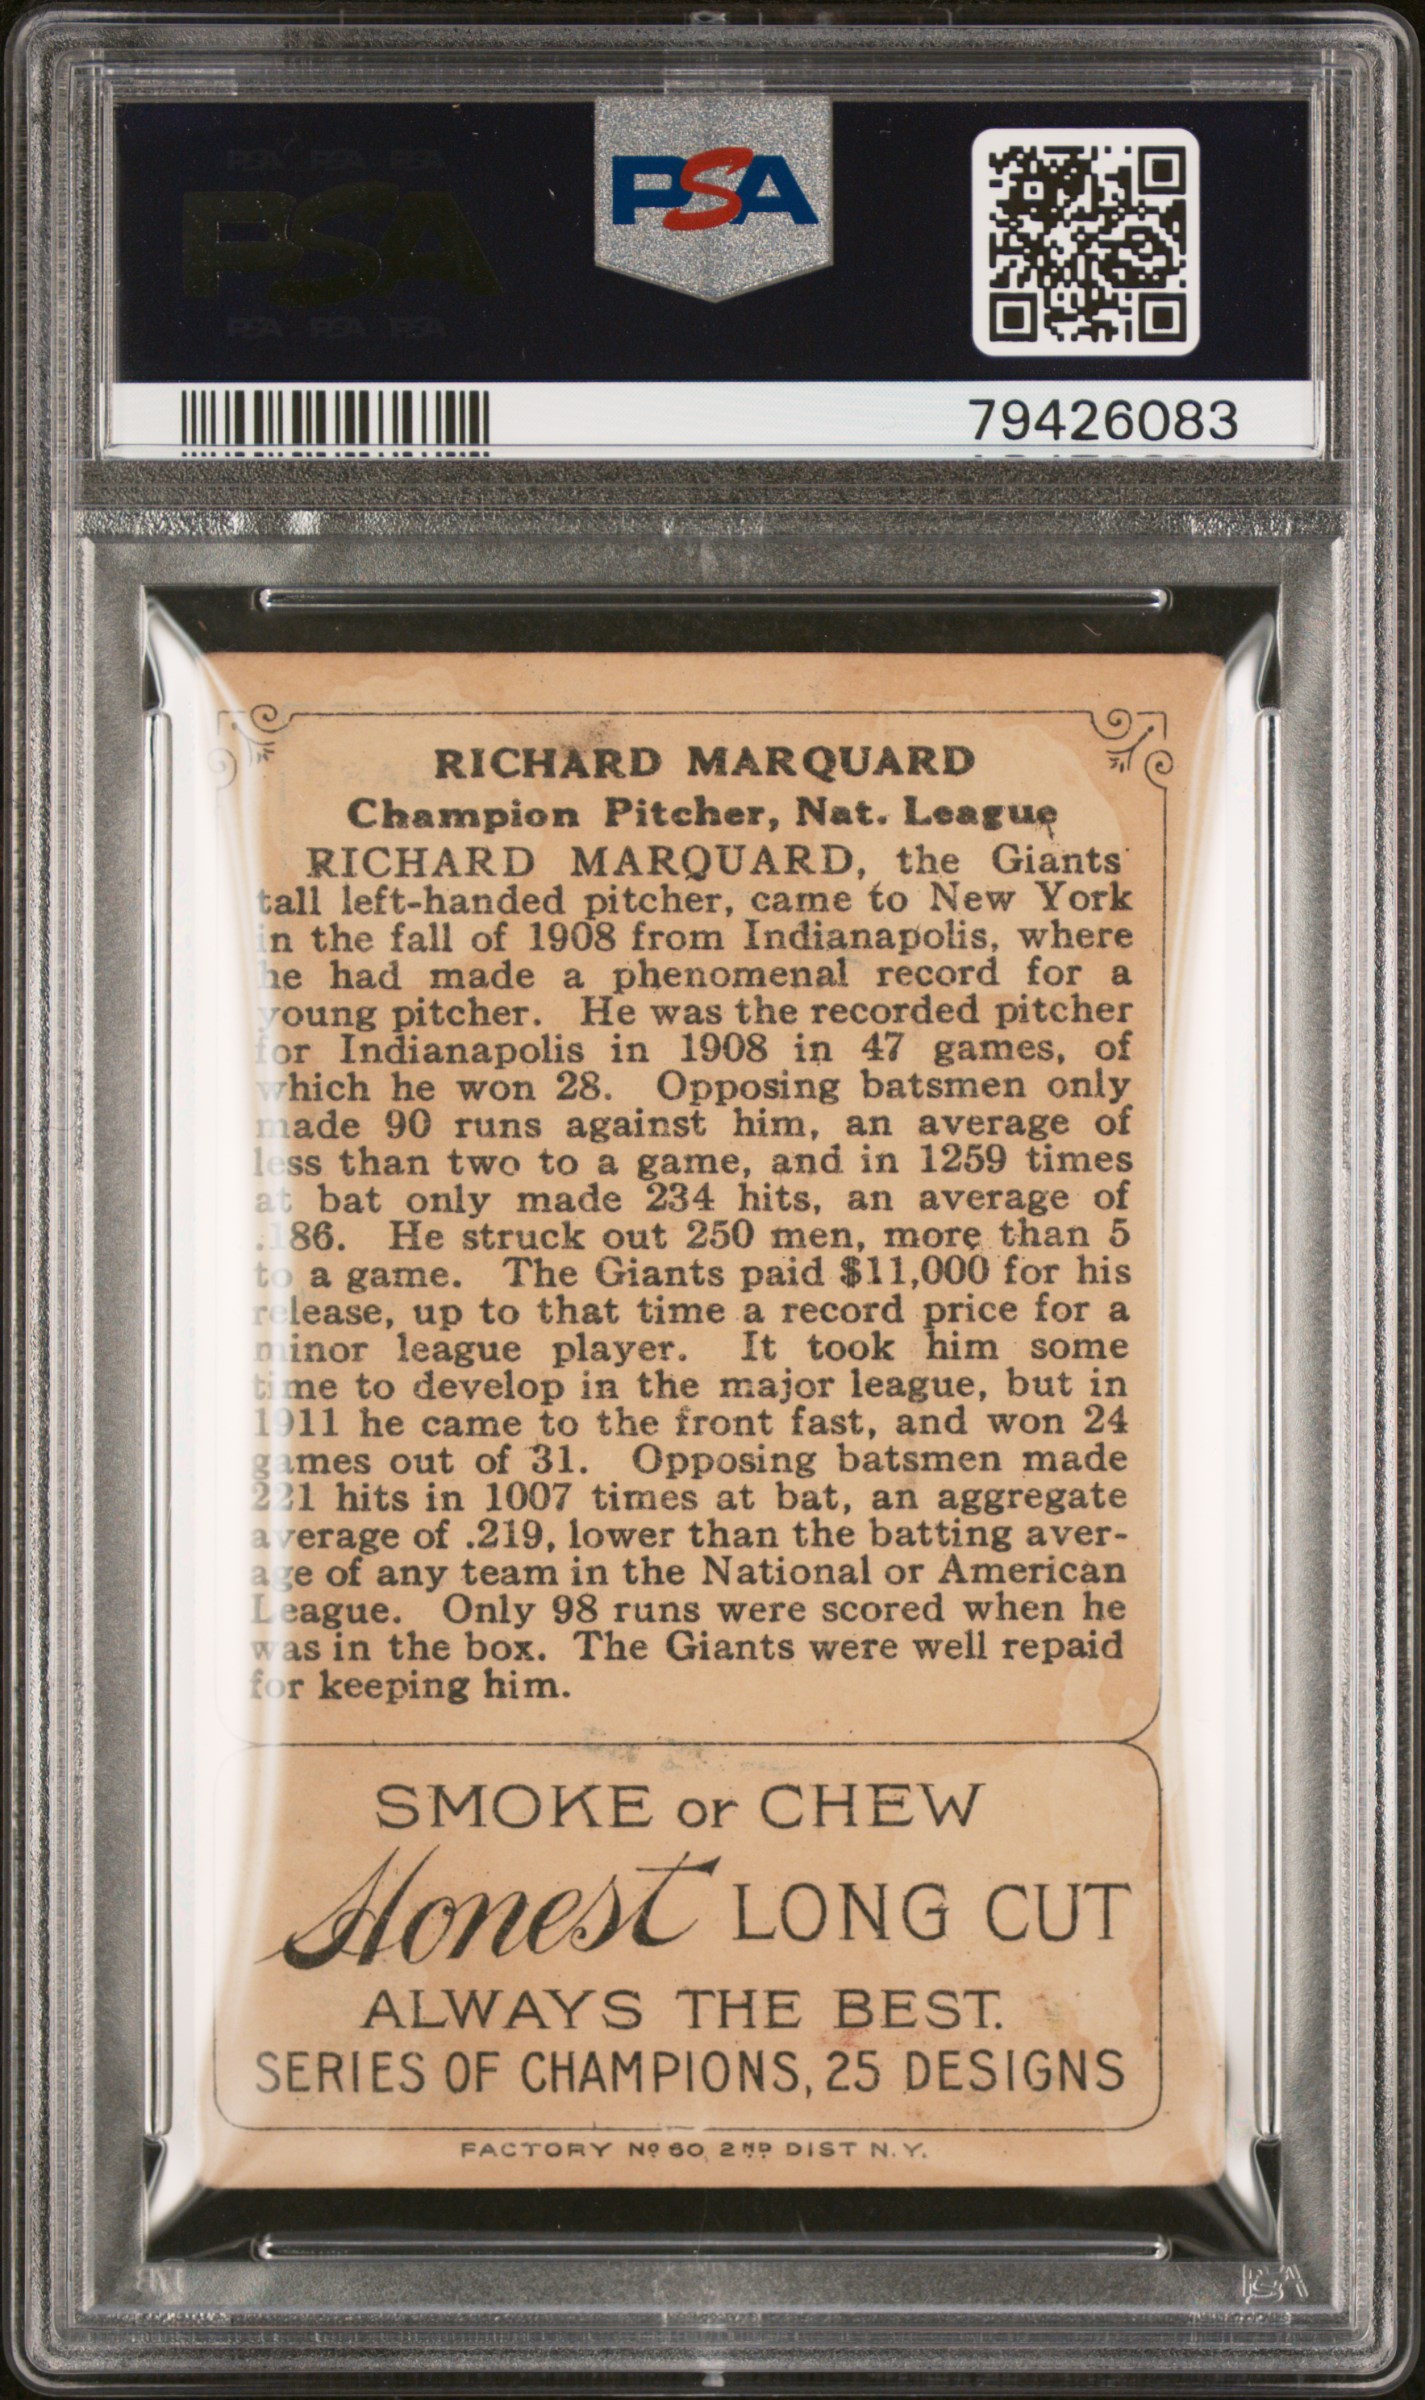 PSA PSA PSA
PSA
PSA PSA PSA
PSA
79426083
RICHARD MARQUARD
Champion Pitcher, Nat. League
RICHARD MARQUARD, the Giants'
tall left-handed pitcher, came to New York
in the fall of 1908 from Indianapolis, where
he had made a phenomenal record for a
young pitcher. He was the recorded pitcher
for Indianapolis in 1908 in 47 games, of
which he won 28. Opposing batsmen only
made 90 runs against him, an average of
less than two to a game, and in 1259 times
at bat only made 234 hits, an average of
.186. He struck out 250 men, more than 5
to a game. The Giants paid $11,000 for his
release, up to that time a record price for a
minor league player. It took him some
time to develop in the major league, but in
1911 he came to the front fast, and won 24
games out of 31. Opposing batsmen made
221 hits in 1007 times at bat, an aggregate
average of .219, lower than the batting aver-
age of any team in the National or American
League. Only 98 runs were scored when he
was in the box. The Giants were well repaid
for keeping him.
SMOKE or CHEW
Honest LONG CUT
ALWAYS THE BEST.
SERIES OF CHAMPIONS, 25 DESIGNS
FACTORY Nº 60, 2ND DIST N.Y.
PSA